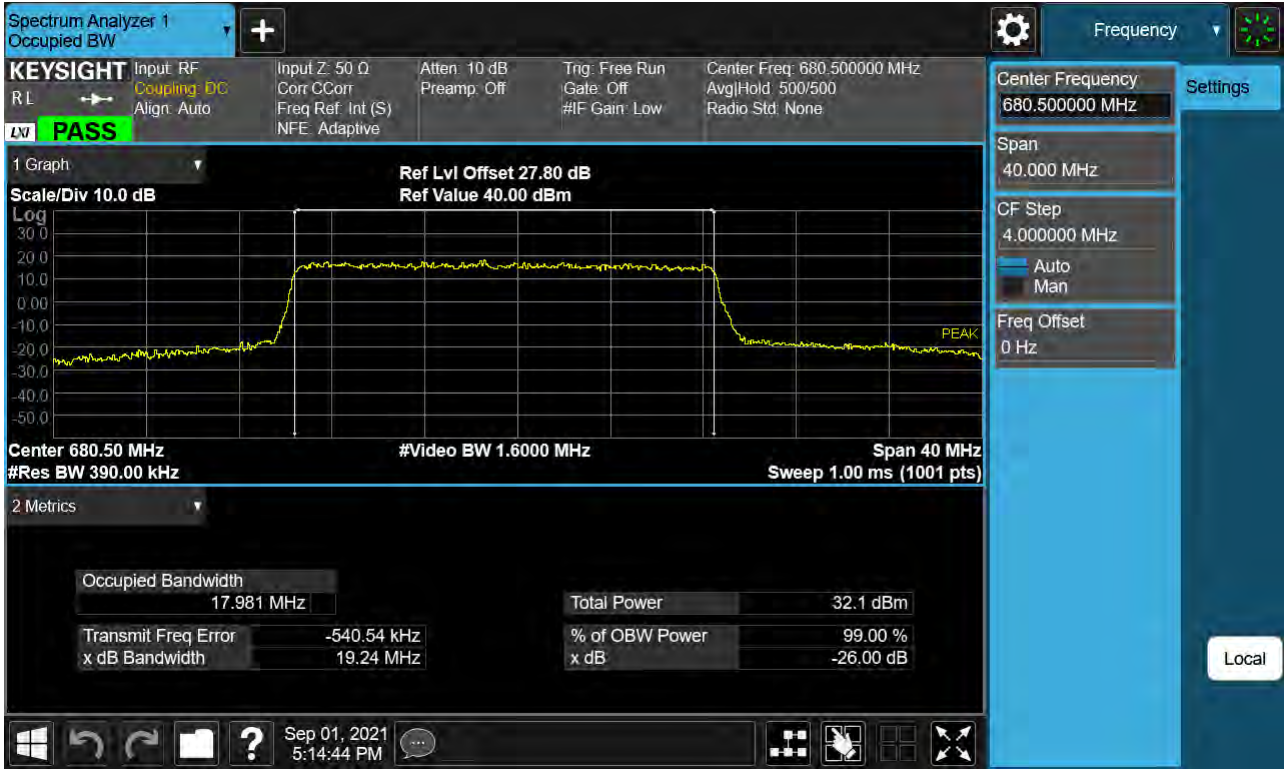 Spectrum Analyzer 1
Occupied BW
Frequency
KEYSIGHT
RL
LXI
PASS
Input: RF
Coupling: DC
Align: Auto
Input Z: 50 Ω
Corr CCorr
Freq Ref: Int (S)
NFE: Adaptive
Atten: 10 dB
Preamp: Off
Trig: Free Run
Gate: Off
#IF Gain: Low
Center Freq: 680.500000 MHz
Avg|Hold: 500/500
Radio Std: None
Center Frequency
680.500000 MHz
Settings
Span
40.000 MHz
CF Step
4.000000 MHz
Auto
Man
Freq Offset
0 Hz
Local
1 Graph
Scale/Div 10.0 dB
Ref Lvl Offset 27.80 dB
Ref Value 40.00 dBm
Log
30.0
20.0
10.0
0.00
-10.0
-20.0
-30.0
-40.0
-50.0
PEAK
Center 680.50 MHz
#Video BW 1.6000 MHz
Span 40 MHz
#Res BW 390.00 kHz
Sweep 1.00 ms (1001 pts)
2 Metrics
Occupied Bandwidth
17.981 MHz
Total Power 32.1 dBm
Transmit Freq Error -540.54 kHz
% of OBW Power 99.00 %
x dB Bandwidth 19.24 MHz
x dB -26.00 dB
Sep 01, 2021
5:14:44 PM